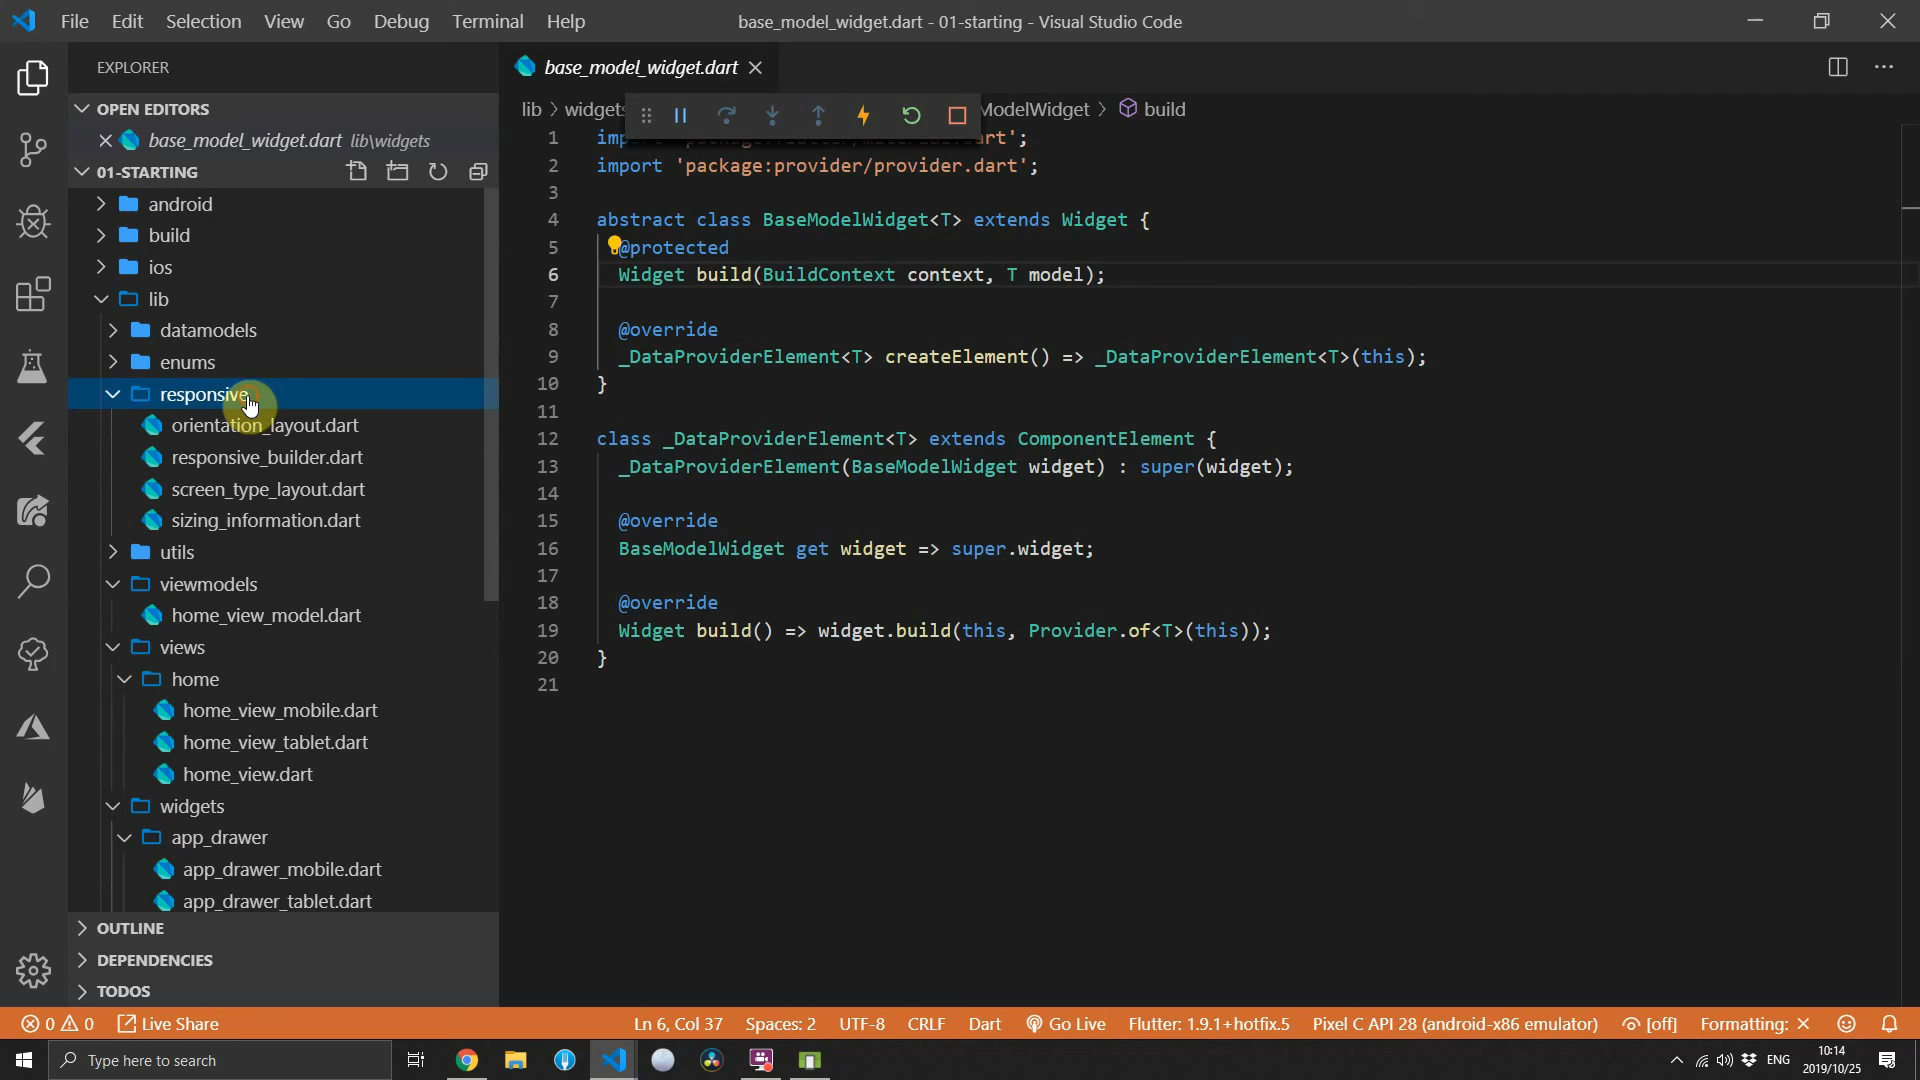 File Edit Selection View Go Debug Terminal Help
base_model_widget.dart - 01-starting - Visual Studio Code
EXPLORER
OPEN EDITORS
base_model_widget.dart lib\widgets
01-STARTING
android
build
ios
lib
datamodels
enums
responsive
orientation_layout.dart
responsive_builder.dart
screen_type_layout.dart
sizing_information.dart
utils
viewmodels
home_view_model.dart
views
home
home_view_mobile.dart
home_view_tablet.dart
home_view.dart
widgets
app_drawer
app_drawer_mobile.dart
app_drawer_tablet.dart
OUTLINE
DEPENDENCIES
TODOS
base_model_widget.dart
lib > widgets ModelWidget > build
1
2 import 'package:provider/provider.dart';
3
4 abstract class BaseModelWidget<T> extends Widget {
5 @protected
6 Widget build(BuildContext context, T model);
7
8 @override
9 _DataProviderElement<T> createElement() => _DataProviderElement<T>(this);
10 }
11
12 class _DataProviderElement<T> extends ComponentElement {
13 _DataProviderElement(BaseModelWidget widget) : super(widget);
14
15 @override
16 BaseModelWidget get widget => super.widget;
17
18 @override
19 Widget build() => widget.build(this, Provider.of<T>(this));
20 }
21
0 0 Live Share Ln 6, Col 37 Spaces: 2 UTF-8 CRLF Dart Go Live Flutter: 1.9.1+hotfix.5 Pixel C API 28 (android-x86 emulator) [off] Formatting: ×
Type here to search
ENG
10:14
2019/10/25